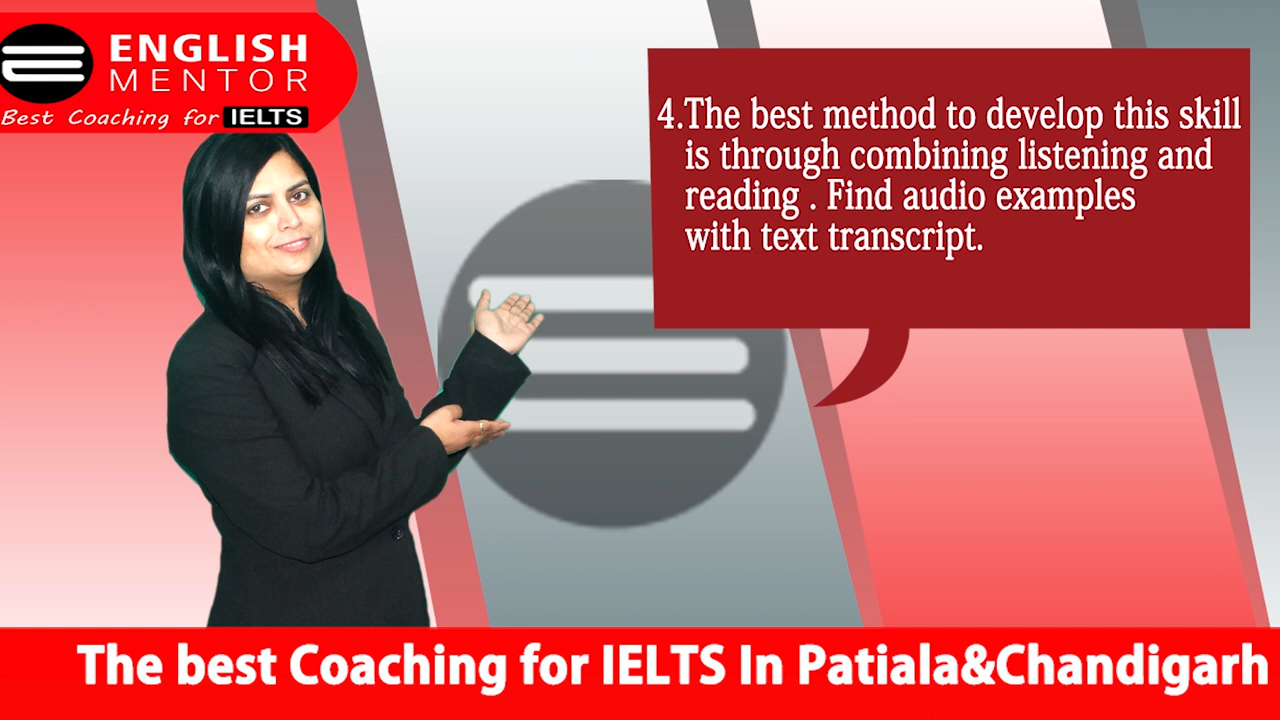 ENGLISH
MENTOR
Best Coaching for IELTS
4.The best method to develop this skill
is through combining listening and
reading . Find audio examples
with text transcript.
The best Coaching for IELTS In Patiala&Chandigarh